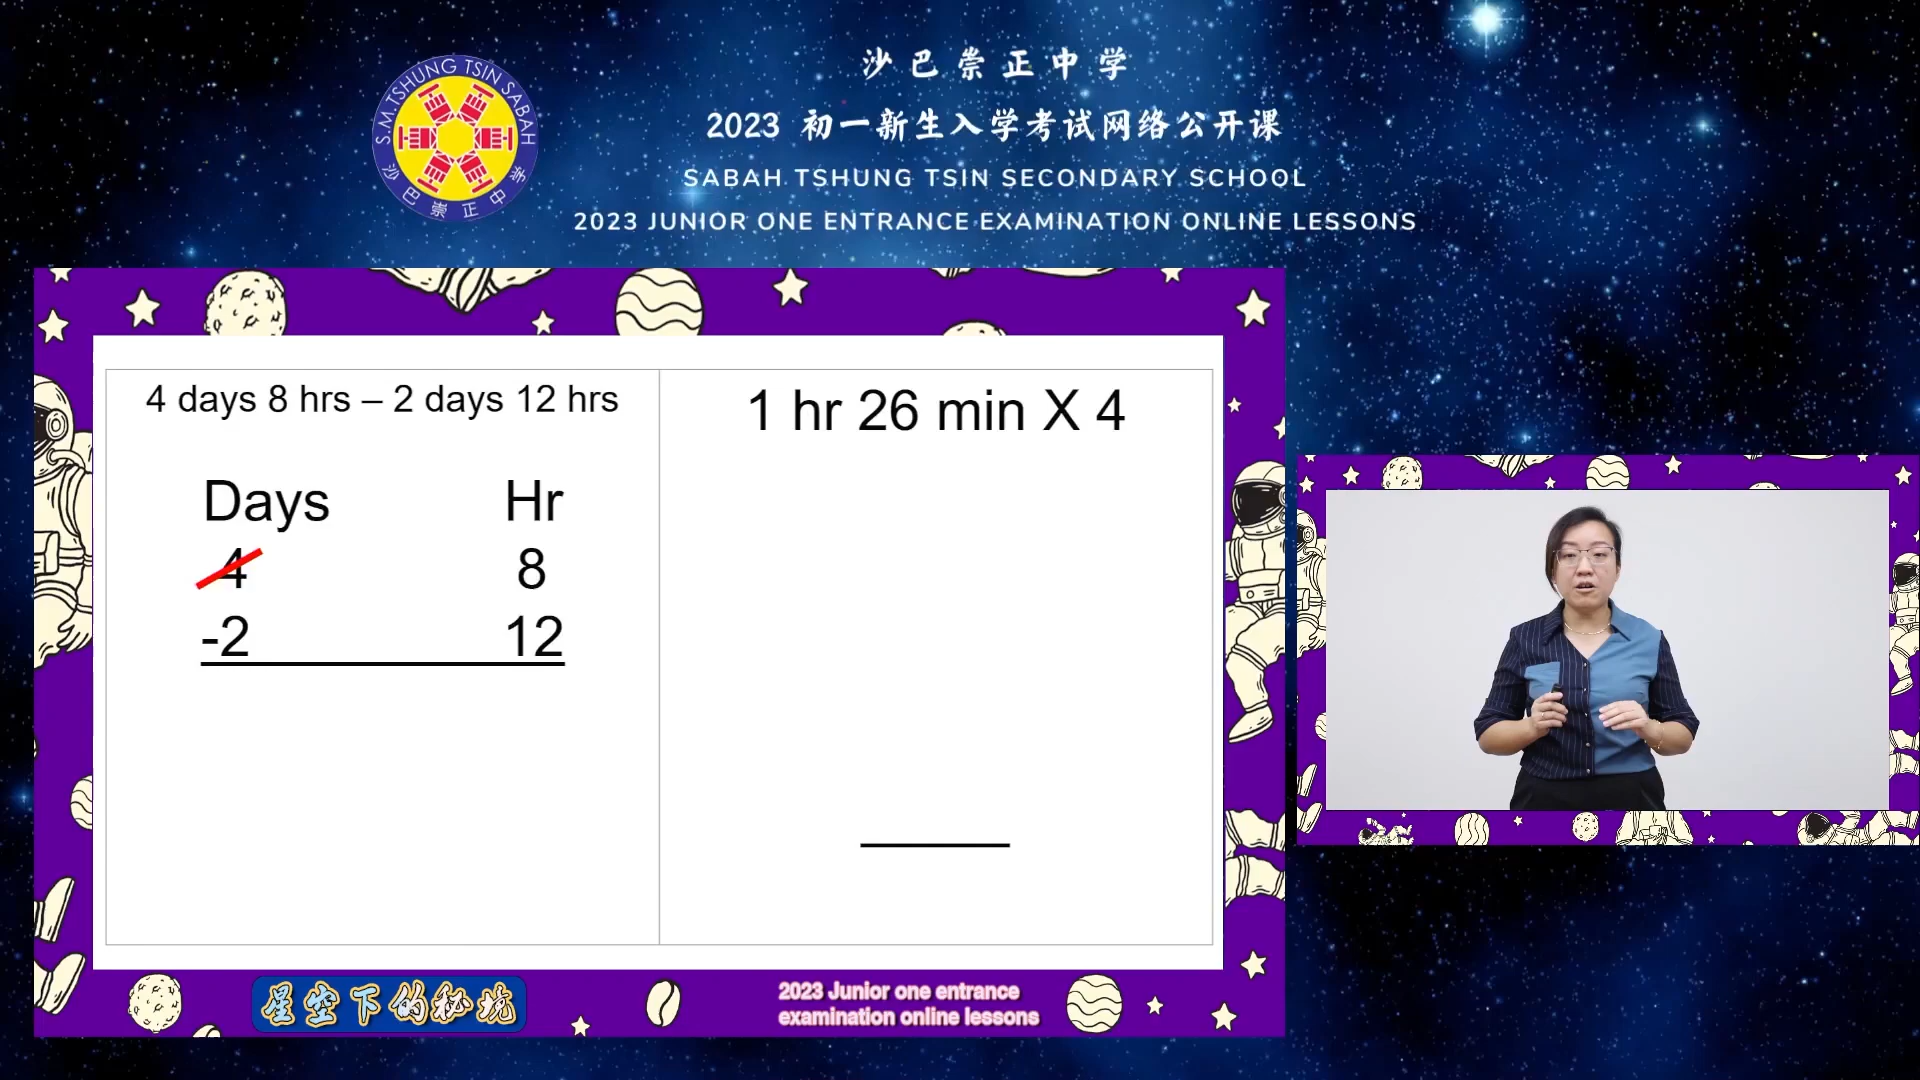 S.M. TSHUNG TSIN SABAH
沙巴崇正中学
沙巴崇正中学
2023 初一新生入学考试网络公开课
SABAH TSHUNG TSIN SECONDARY SCHOOL
2023 JUNIOR ONE ENTRANCE EXAMINATION ONLINE LESSONS
4 days 8 hrs – 2 days 12 hrs
Days Hr
4 8
-2 12
1 hr 26 min X 4
星空下的秘境
2023 Junior one entrance
examination online lessons